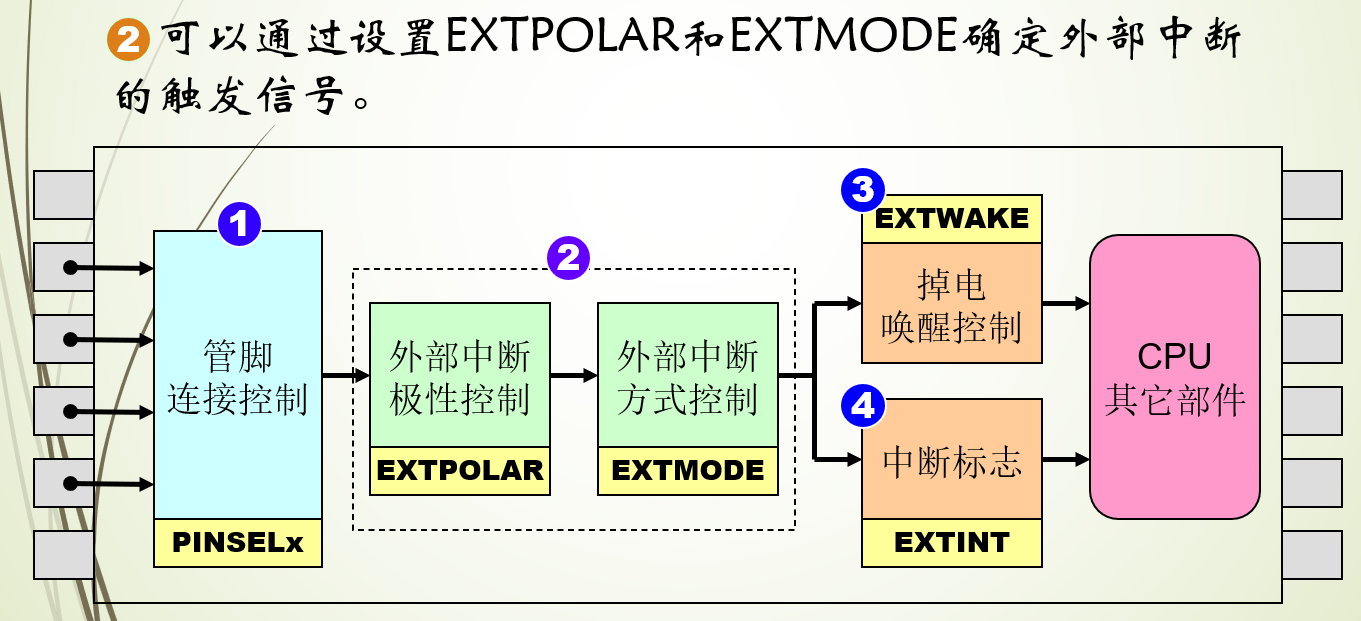 2 可以通过设置EXTPOLAR和EXTMODE确定外部中断
的触发信号。
1
管脚
连接控制
PINSELx
2
外部中断
极性控制
EXTPOLAR
外部中断
方式控制
EXTMODE
3
EXTWAKE
掉电
唤醒控制
4
中断标志
EXTINT
CPU
其它部件